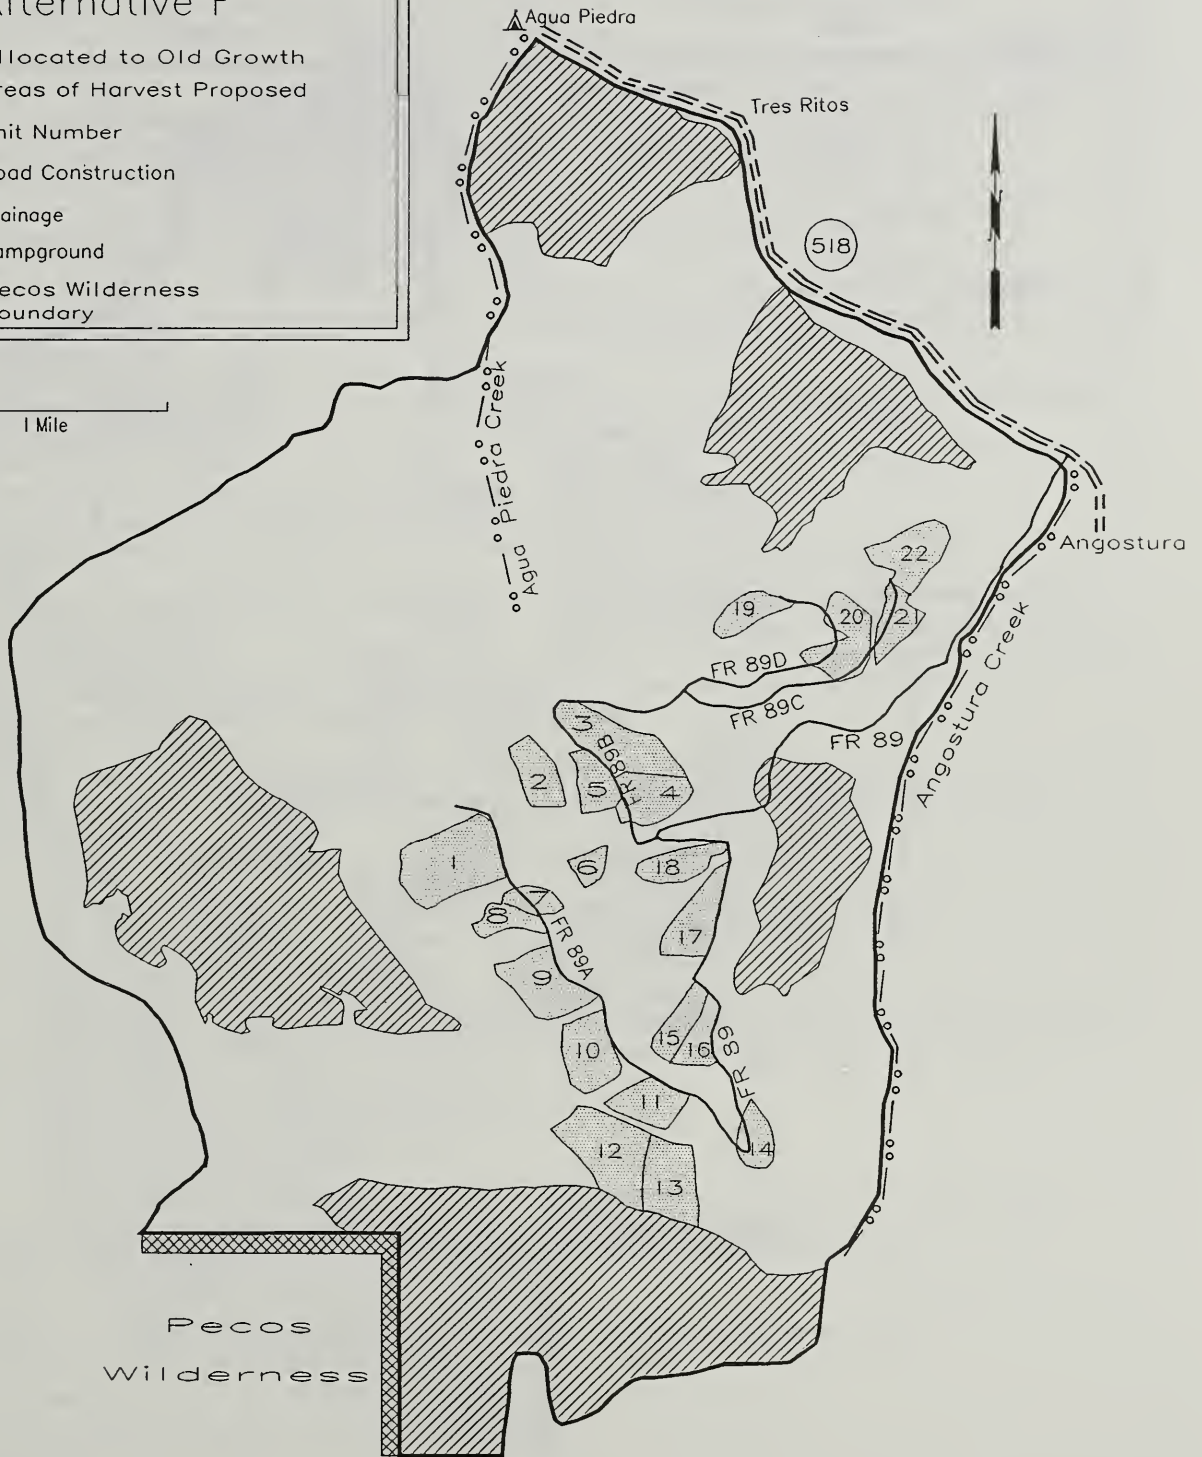 Alternative F
llocated to Old Growth
reas of Harvest Proposed
nit Number
oad Construction
ainage
ampground
ecos Wilderness
oundary
1 Mile
Agua Piedra
Tres Ritos
N
518
Agua Piedra Creek
Angostura
Angostura Creek
22
19
20
21
FR 89D
FR 89C
FR 89
3
FR 89B
2
5
4
1
6
18
7
8
FR 89A
17
9
15
16
FR 89
10
11
14
12
13
Pecos
Wilderness